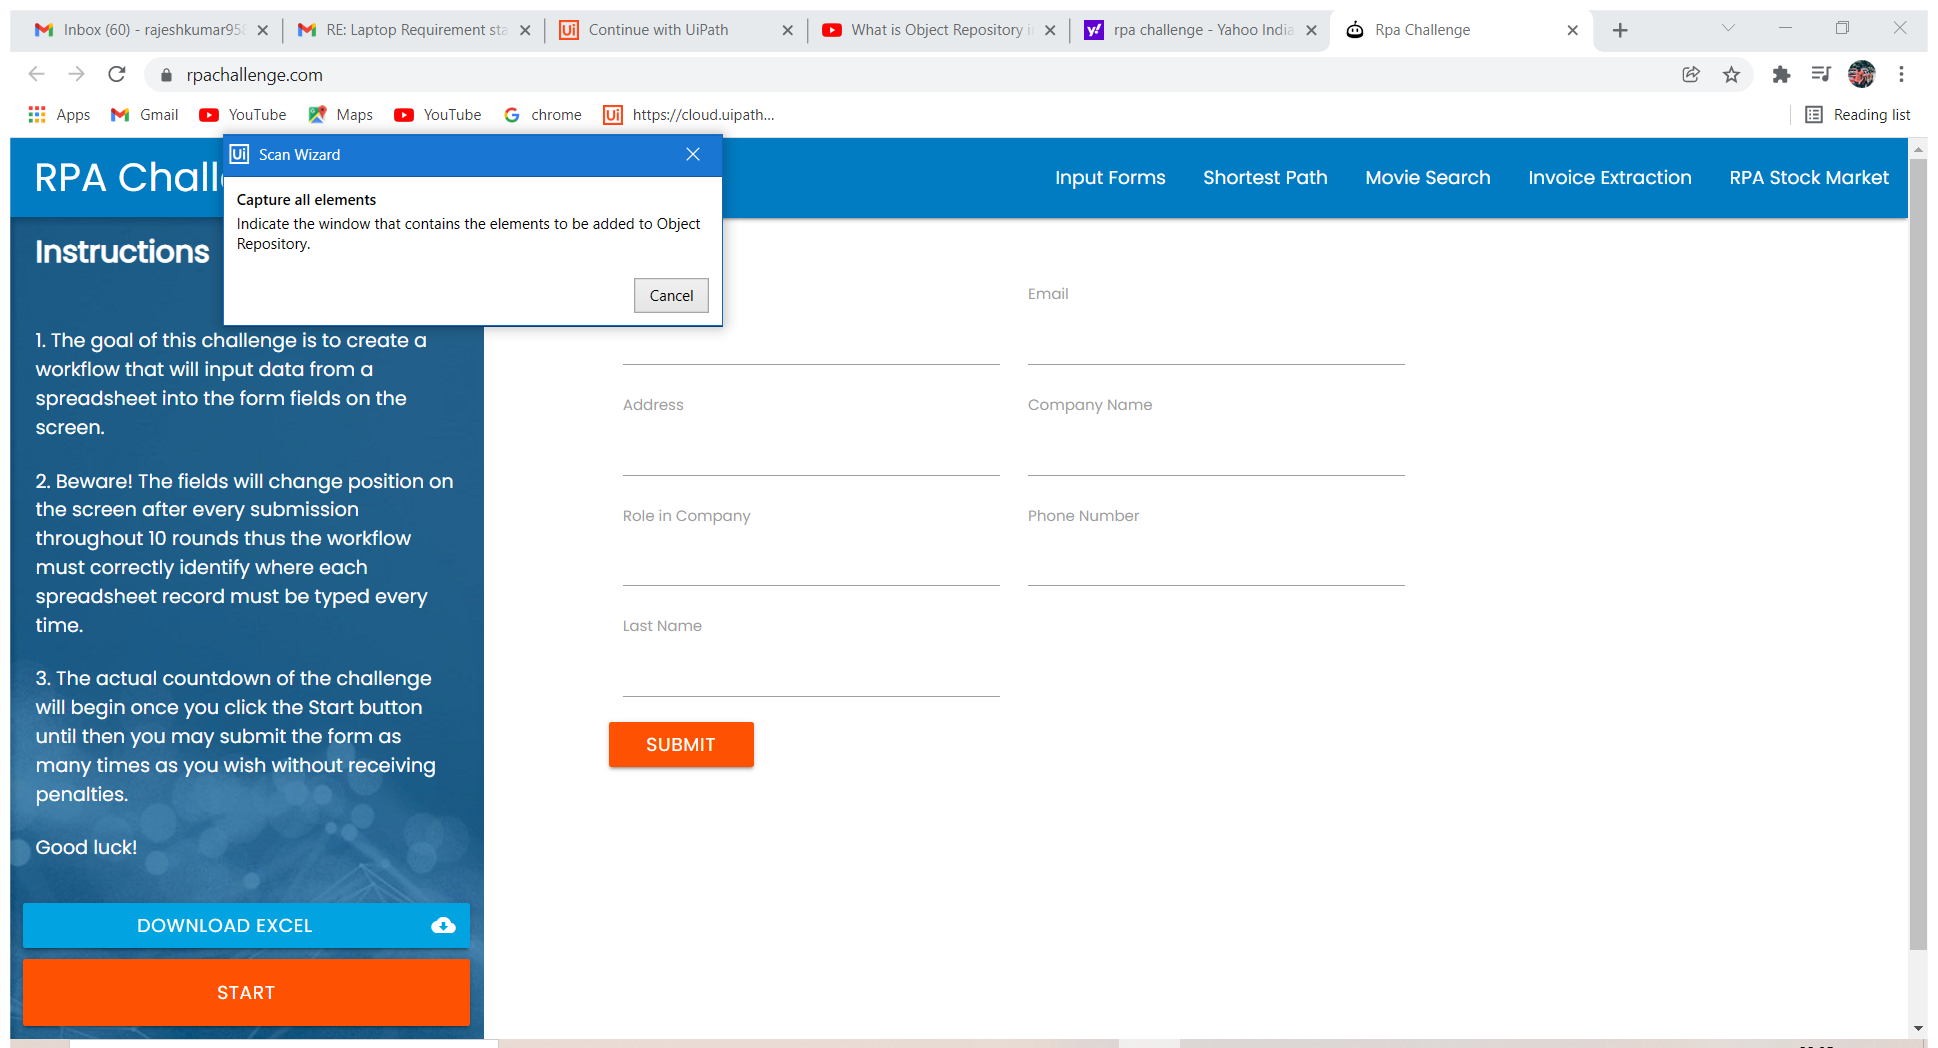 Inbox (60) - rajeshkumar95
RE: Laptop Requirement sta
Continue with UiPath
What is Object Repository i
rpa challenge - Yahoo India
Rpa Challenge
rpachallenge.com
Apps
Gmail
YouTube
Maps
YouTube
chrome
https://cloud.uipath...
Reading list
Scan Wizard
Capture all elements
Indicate the window that contains the elements to be added to Object
Repository.
Cancel
RPA Chall
Input Forms
Shortest Path
Movie Search
Invoice Extraction
RPA Stock Market
Instructions
1. The goal of this challenge is to create a
workflow that will input data from a
spreadsheet into the form fields on the
screen.
2. Beware! The fields will change position on
the screen after every submission
throughout 10 rounds thus the workflow
must correctly identify where each
spreadsheet record must be typed every
time.
3. The actual countdown of the challenge
will begin once you click the Start button
until then you may submit the form as
many times as you wish without receiving
penalties.
Good luck!
DOWNLOAD EXCEL
START
Email
Address
Company Name
Role in Company
Phone Number
Last Name
SUBMIT